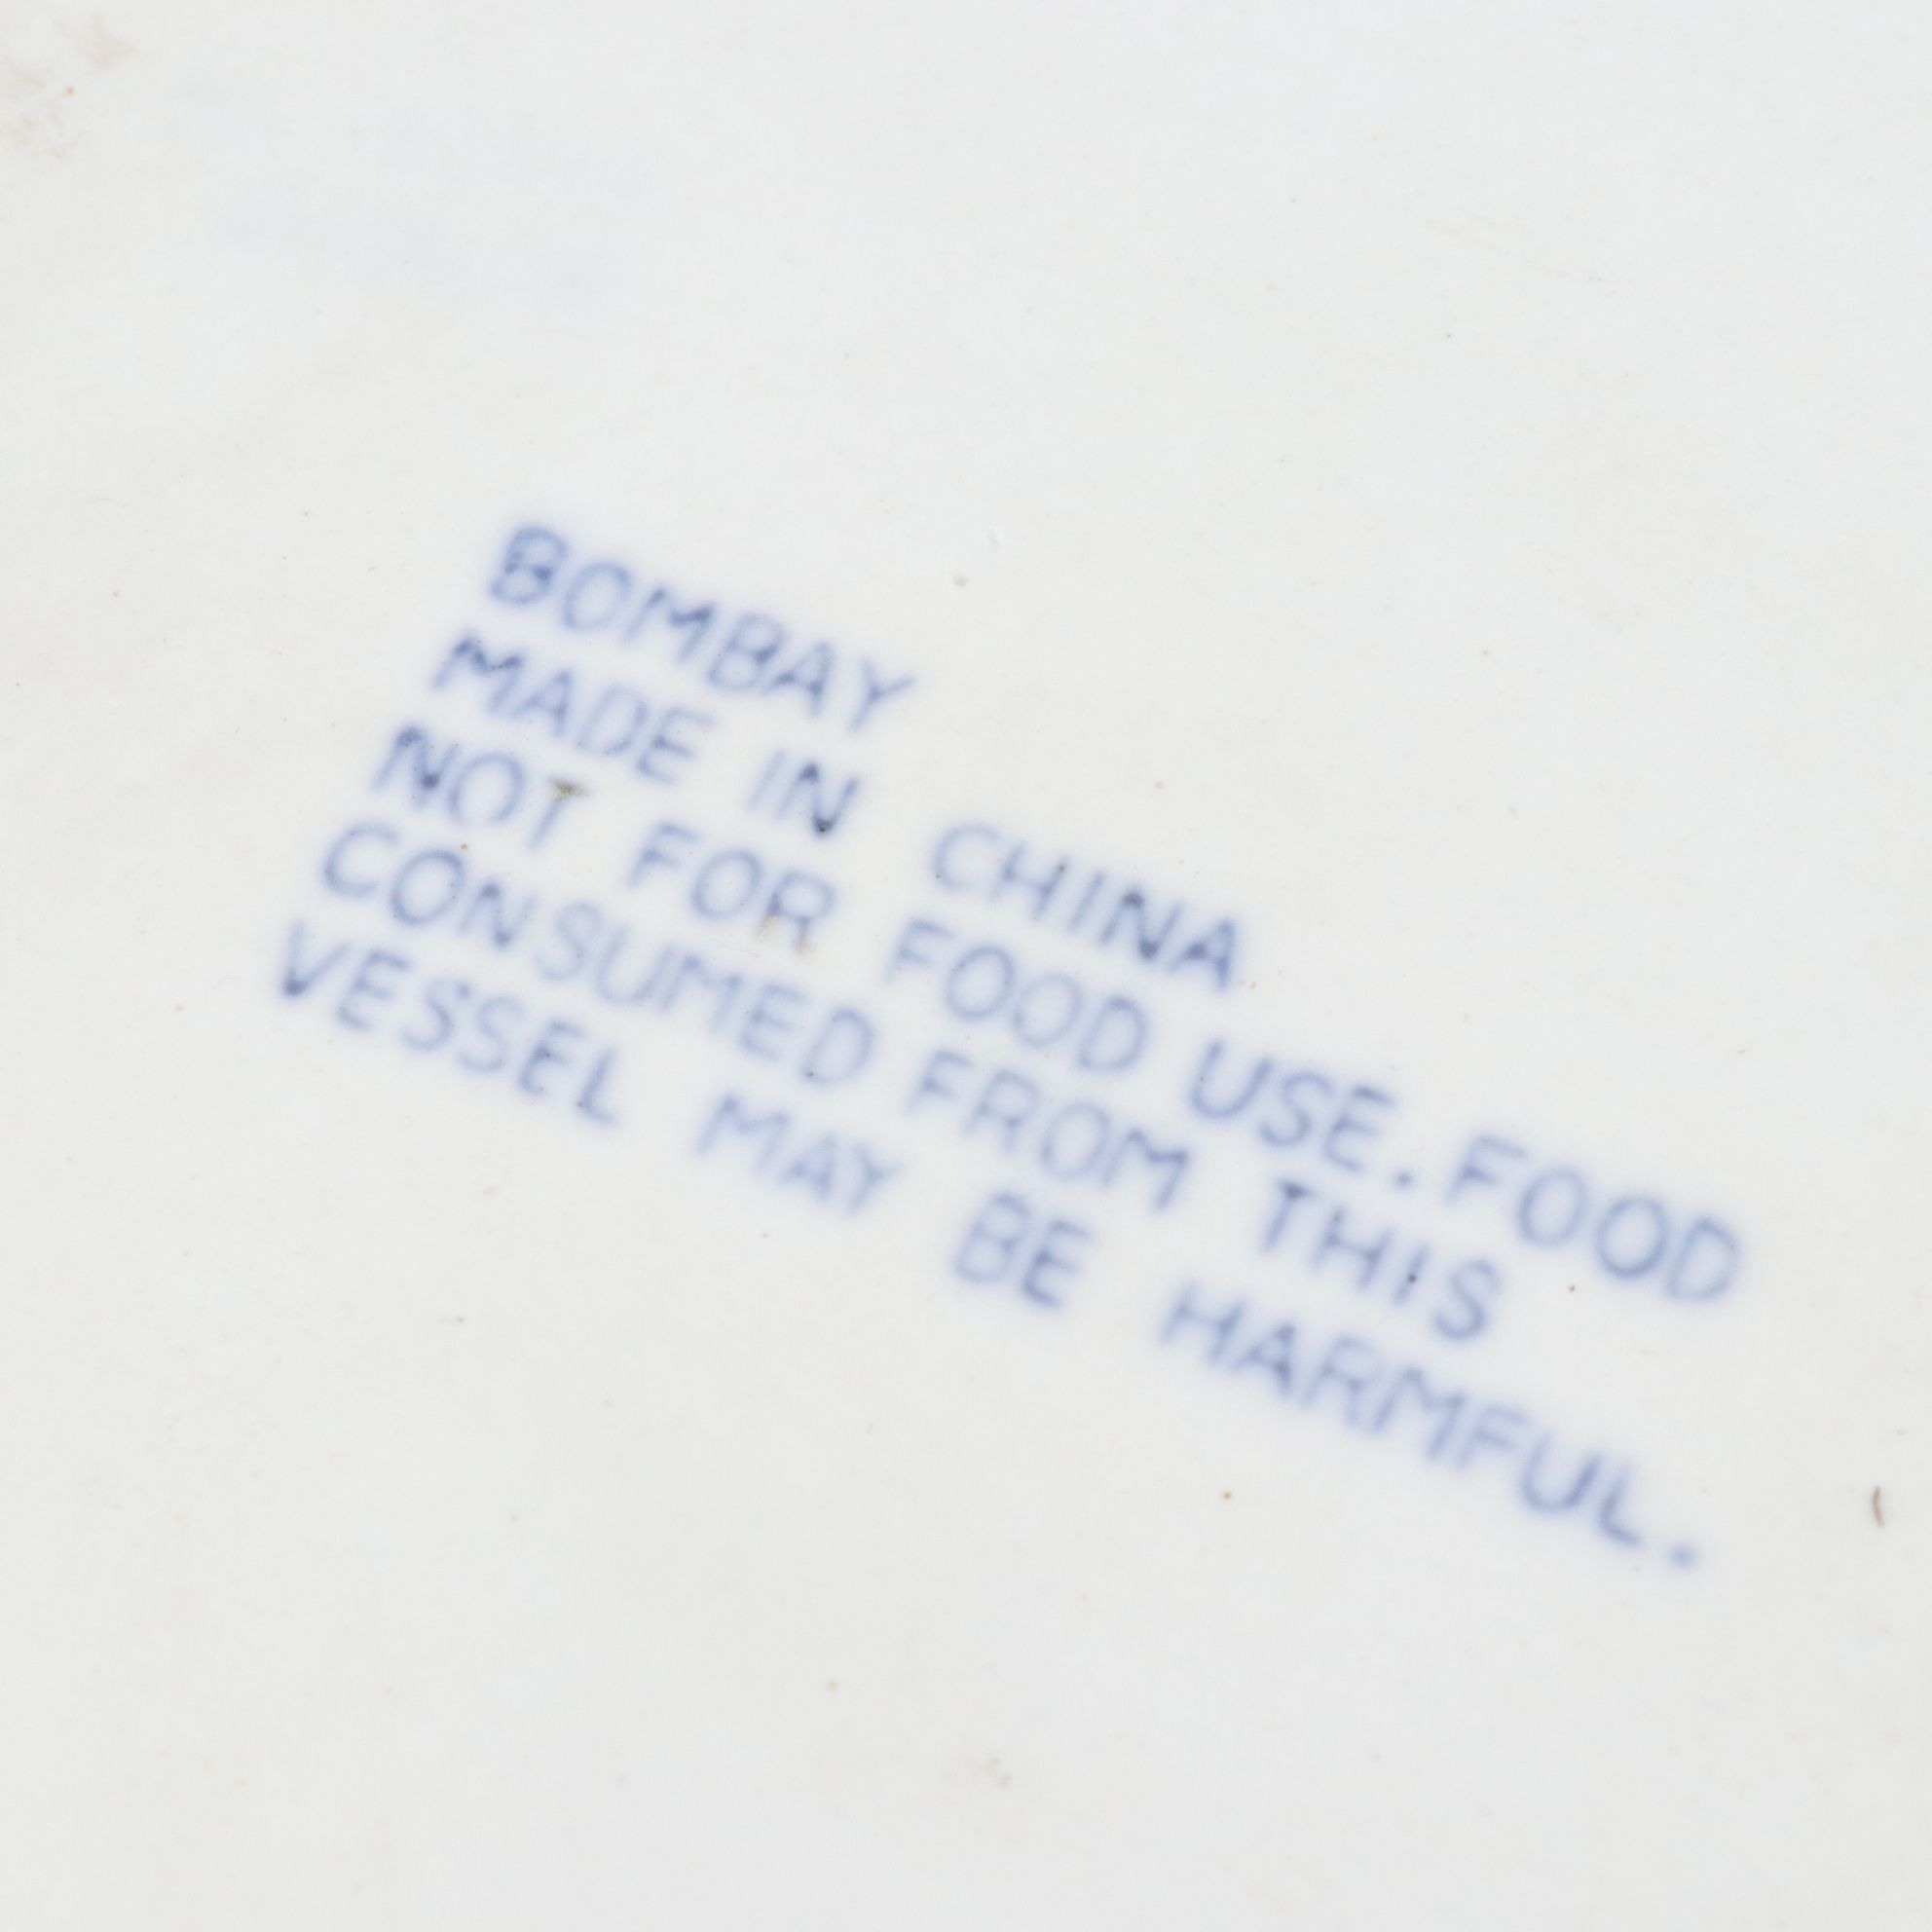 BOMBAY
MADE IN CHINA
NOT FOR FOOD USE. FOOD
CONSUMED FROM THIS
VESSEL MAY BE HARMFUL.